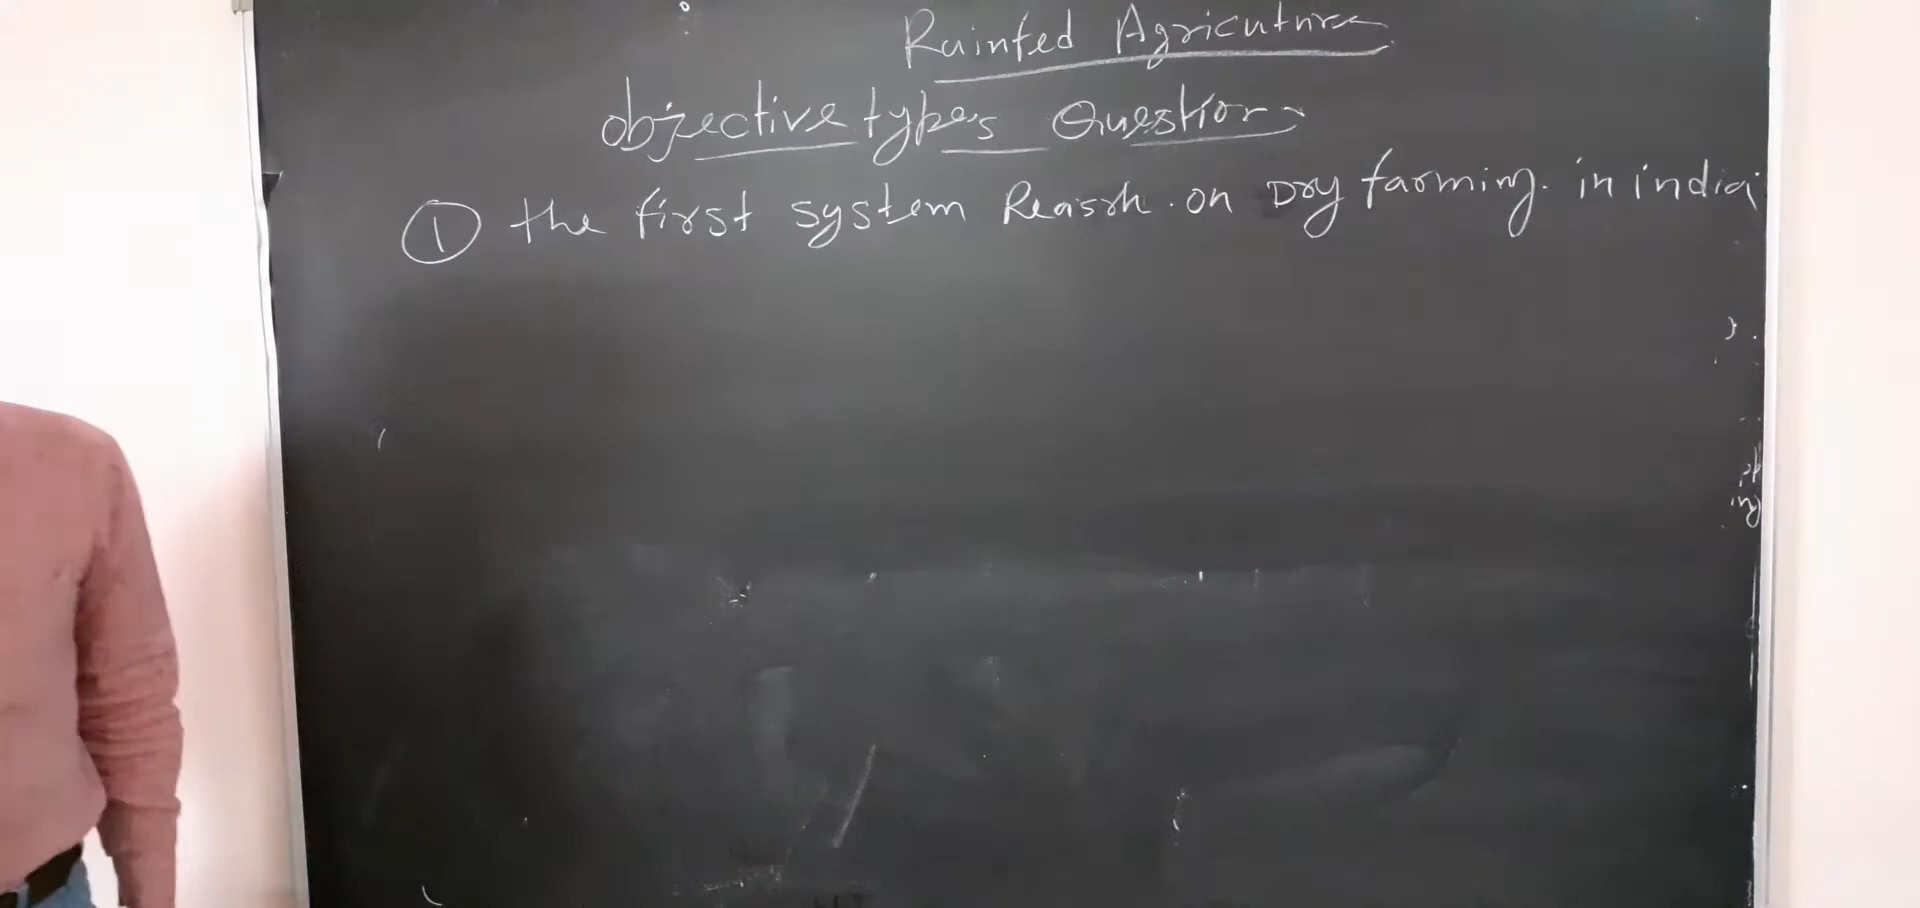 Rainfed Agricuture
objective types Question
① the first system Reasrh. on Dry farming. in india